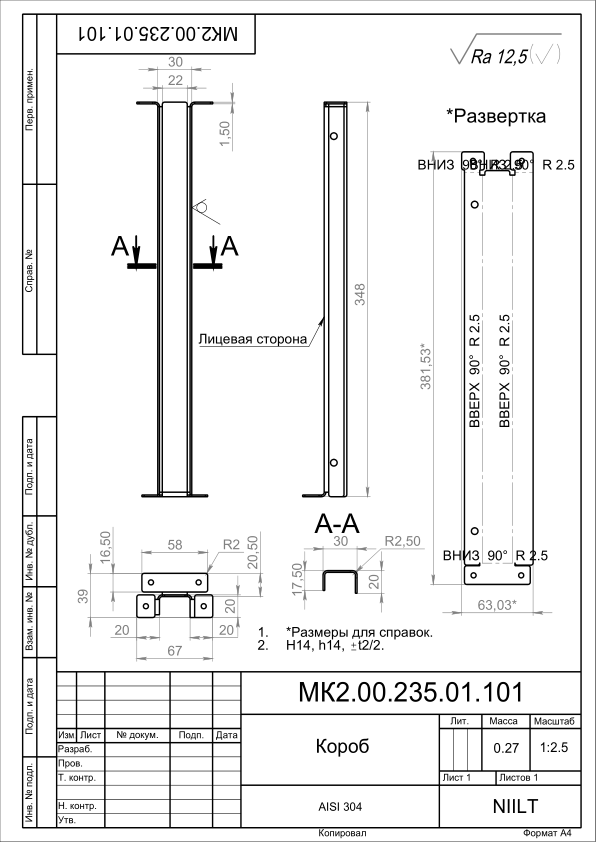 МК2.00.235.01.101
Перв. примен.
Справ. №
Подп. и дата
Инв. № дубл.
Взам. инв. №
Подп. и дата
Инв. № подл.
Ra 12,5(√)
*Развертка
30
22
1,50
А
А
Лицевая сторона
348
ВНИЗ 90° R 2.5
ВНИЗ 90° R 2.5
381,53*
ВВЕРХ 90° R 2.5
ВВЕРХ 90° R 2.5
ВНИЗ 90° R 2.5
63,03*
А-А
30
R2,50
17,50
20
16,50
58
R2
20,50
39
20
20
20
67
1. *Размеры для справок.
2. H14, h14, ±t2/2.
МК2.00.235.01.101
Изм Лист № докум. Подп. Дата
Разраб.
Пров.
Т. контр.
Н. контр.
Утв.
Короб
Лит. Масса Масштаб
0.27 1:2.5
Лист 1 Листов 1
AISI 304
NIILT
Копировал Формат А4